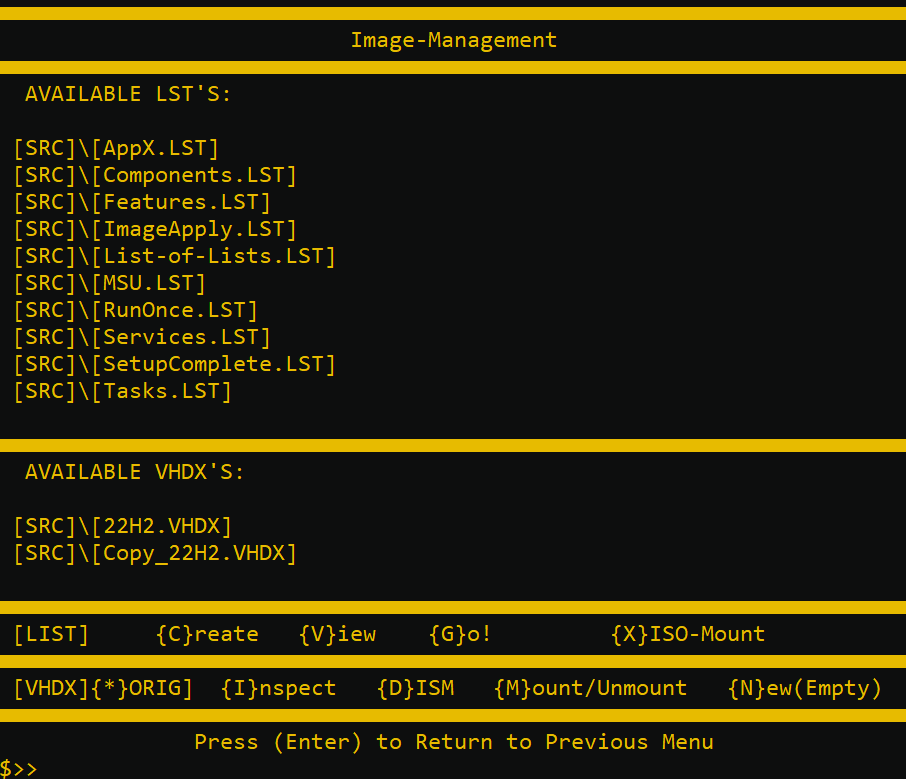 Image-Management
AVAILABLE LST'S:
[SRC]\[AppX.LST]
[SRC]\[Components.LST]
[SRC]\[Features.LST]
[SRC]\[ImageApply.LST]
[SRC]\[List-of-Lists.LST]
[SRC]\[MSU.LST]
[SRC]\[RunOnce.LST]
[SRC]\[Services.LST]
[SRC]\[SetupComplete.LST]
[SRC]\[Tasks.LST]
AVAILABLE VHDX'S:
[SRC]\[22H2.VHDX]
[SRC]\[Copy_22H2.VHDX]
[LIST] {C}reate {V}iew {G}o! {X}ISO-Mount
[VHDX]{*}ORIG] {I}nspect {D}ISM {M}ount/Unmount {N}ew(Empty)
Press (Enter) to Return to Previous Menu
$>>